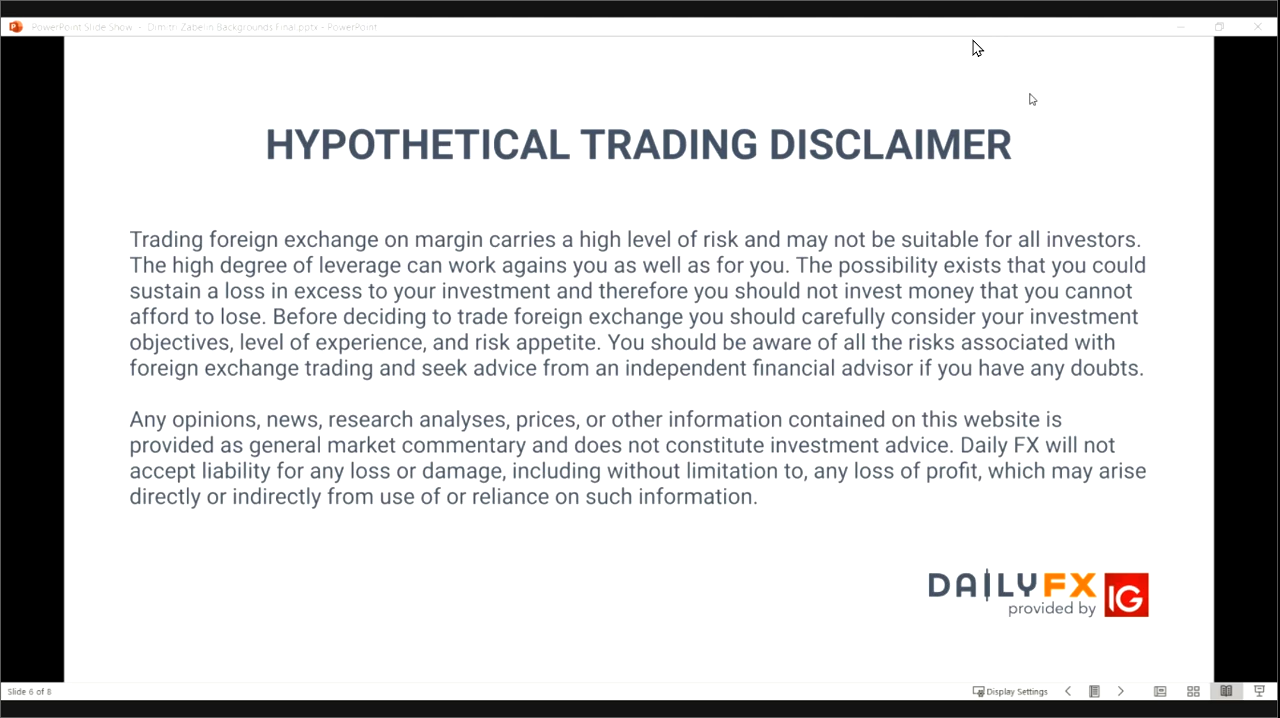 PowerPoint Slide Show - Dimitri Zabelin Backgrounds Final.pptx - PowerPoint
HYPOTHETICAL TRADING DISCLAIMER
Trading foreign exchange on margin carries a high level of risk and may not be suitable for all investors.
The high degree of leverage can work agains you as well as for you. The possibility exists that you could
sustain a loss in excess to your investment and therefore you should not invest money that you cannot
afford to lose. Before deciding to trade foreign exchange you should carefully consider your investment
objectives, level of experience, and risk appetite. You should be aware of all the risks associated with
foreign exchange trading and seek advice from an independent financial advisor if you have any doubts.
Any opinions, news, research analyses, prices, or other information contained on this website is
provided as general market commentary and does not constitute investment advice. Daily FX will not
accept liability for any loss or damage, including without limitation to, any loss of profit, which may arise
directly or indirectly from use of or reliance on such information.
DAILYFX
provided by IG
Slide 6 of 8
Display Settings